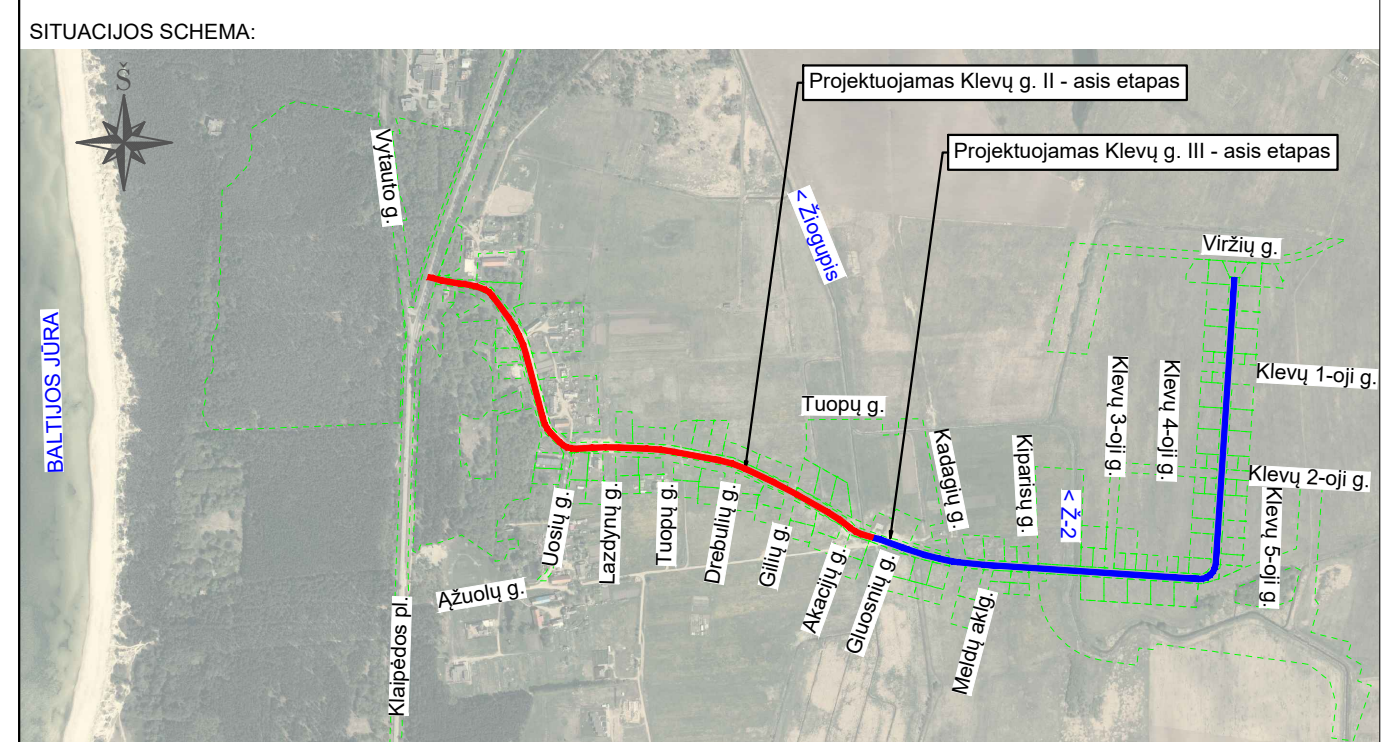 SITUACIJOS SCHEMA:
Š
Projektuojamas Klevų g. II - asis etapas
Projektuojamas Klevų g. III - asis etapas
Vytauto g.
< Žiogupis
Viržių g.
BALTIJOS JŪRA
Klevų 1-oji g.
Klevų 3-oji g.
Klevų 4-oji g.
Tuopų g.
Kadagių g.
Kiparisų g.
< Ž-2
Klevų 2-oji g.
Klevų 5-oji g.
Uosių g.
Lazdynų g.
Tuopų g.
Drebulių g.
Gilių g.
Akacijų g.
Gluosnių g.
Meldų aklg.
Ąžuolų g.
Klaipėdos pl.